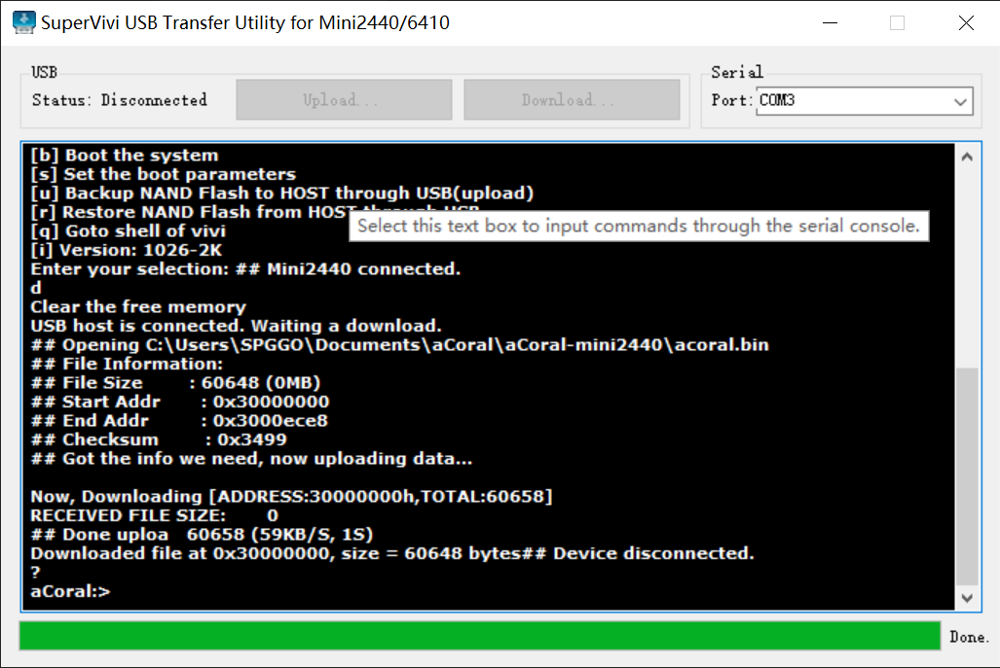 SuperVivi USB Transfer Utility for Mini2440/6410
USB
Status: Disconnected
Upload...
Download...
Serial
Port: COM3
[b] Boot the system
[s] Set the boot parameters
[u] Backup NAND Flash to HOST through USB(upload)
[r] Restore NAND Flash from HOST through USB
Select this text box to input commands through the serial console.
[q] Goto shell of vivi
[i] Version: 1026-2K
Enter your selection: ## Mini2440 connected.
d
Clear the free memory
USB host is connected. Waiting a download.
## Opening C:\Users\SPGGO\Documents\aCoral\aCoral-mini2440\acoral.bin
## File Information:
## File Size : 60648 (0MB)
## Start Addr : 0x30000000
## End Addr : 0x3000ece8
## Checksum : 0x3499
## Got the info we need, now uploading data...
Now, Downloading [ADDRESS:30000000h,TOTAL:60658]
RECEIVED FILE SIZE: 0
## Done uploa 60658 (59KB/S, 1S)
Downloaded file at 0x30000000, size = 60648 bytes## Device disconnected.
?
aCoral:>
Done.